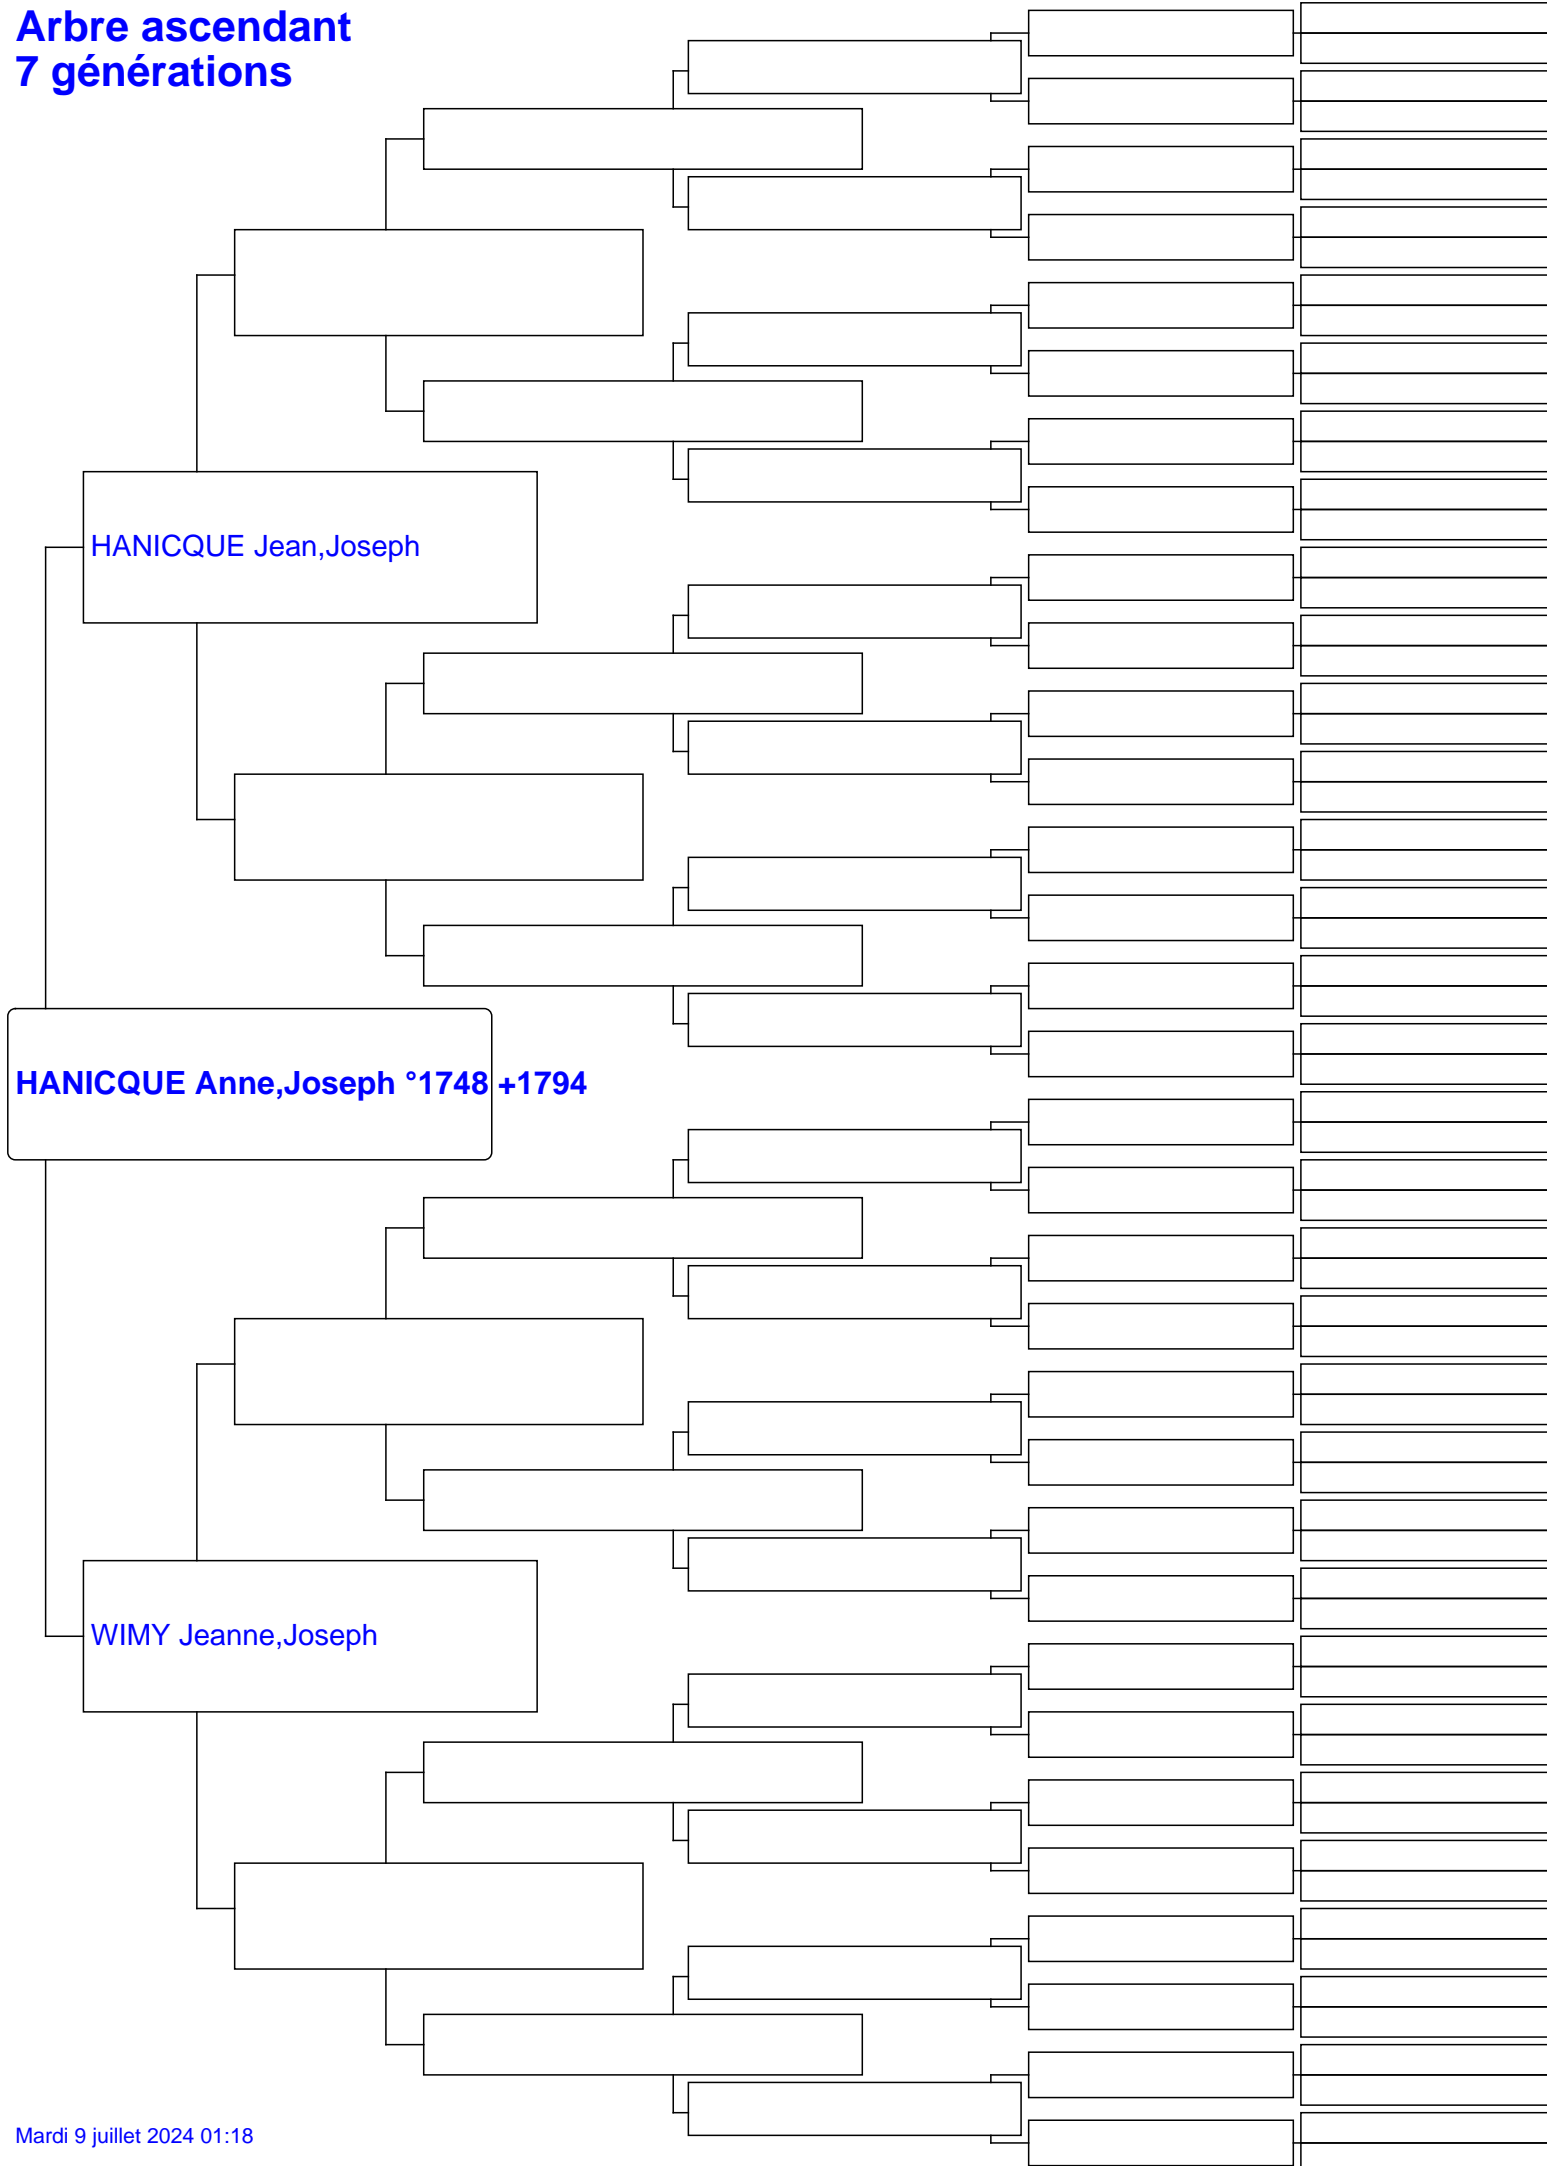 Arbre ascendant
7 générations
HANICQUE Jean,Joseph
HANICQUE Anne,Joseph °1748 +1794
WIMY Jeanne,Joseph
Mardi 9 juillet 2024 01:18